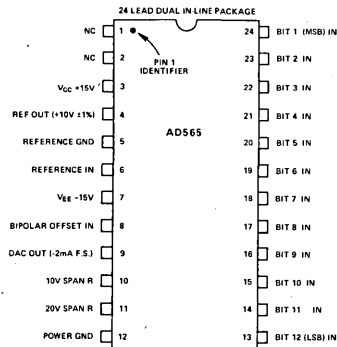 24 LEAD DUAL IN-LINE PACKAGE
NC 1 24 BIT 1 (MSB) IN
PIN 1
IDENTIFIER
NC 2 23 BIT 2 IN
VCC +15V 3 22 BIT 3 IN
REF OUT (+10V ±1%) 4 21 BIT 4 IN
AD565
REFERENCE GND 5 20 BIT 5 IN
REFERENCE IN 6 19 BIT 6 IN
VEE -15V 7 18 BIT 7 IN
BIPOLAR OFFSET IN 8 17 BIT 8 IN
DAC OUT (-2mA F.S.) 9 16 BIT 9 IN
10V SPAN R 10 15 BIT 10 IN
20V SPAN R 11 14 BIT 11 IN
POWER GND 12 13 BIT 12 (LSB) IN